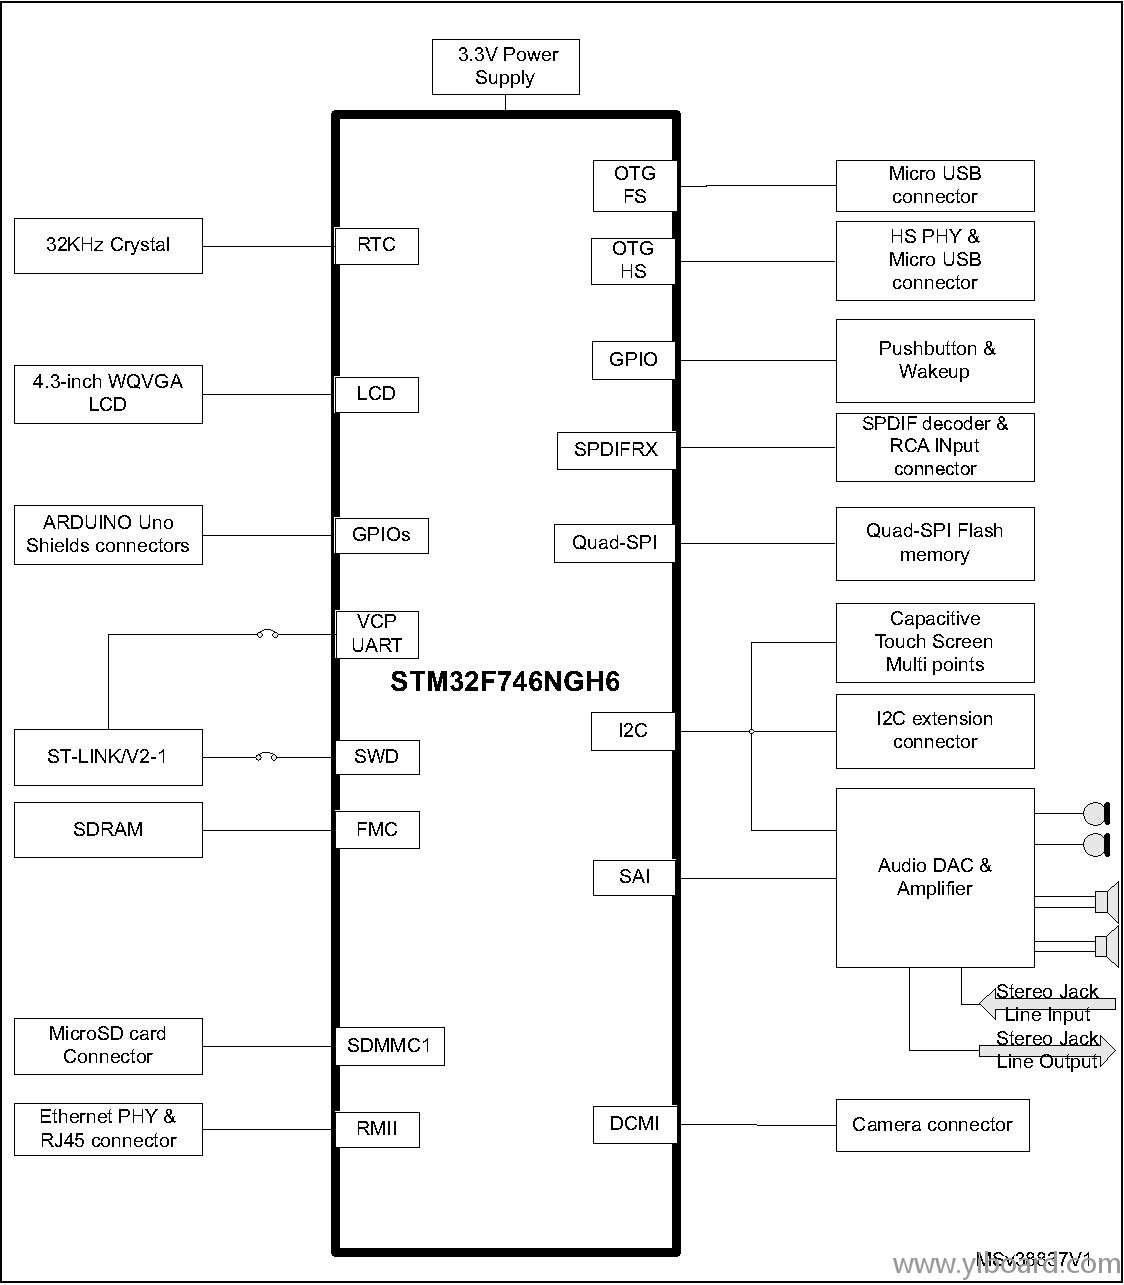 3.3V Power
Supply
OTG
FS
Micro USB
connector
32KHz Crystal
RTC
OTG
HS
HS PHY &
Micro USB
connector
GPIO
Pushbutton &
Wakeup
4.3-inch WQVGA
LCD
LCD
SPDIFRX
SPDIF decoder &
RCA INput
connector
ARDUINO Uno
Shields connectors
GPIOs
Quad-SPI
Quad-SPI Flash
memory
VCP
UART
Capacitive
Touch Screen
Multi points
STM32F746NGH6
I2C
I2C extension
connector
ST-LINK/V2-1
SWD
SDRAM
FMC
SAI
Audio DAC &
Amplifier
Stereo Jack
Line Input
Stereo Jack
Line Output
MicroSD card
Connector
SDMMC1
Ethernet PHY &
RJ45 connector
RMII
DCMI
Camera connector
MSv38837V1
www.yiboard.com